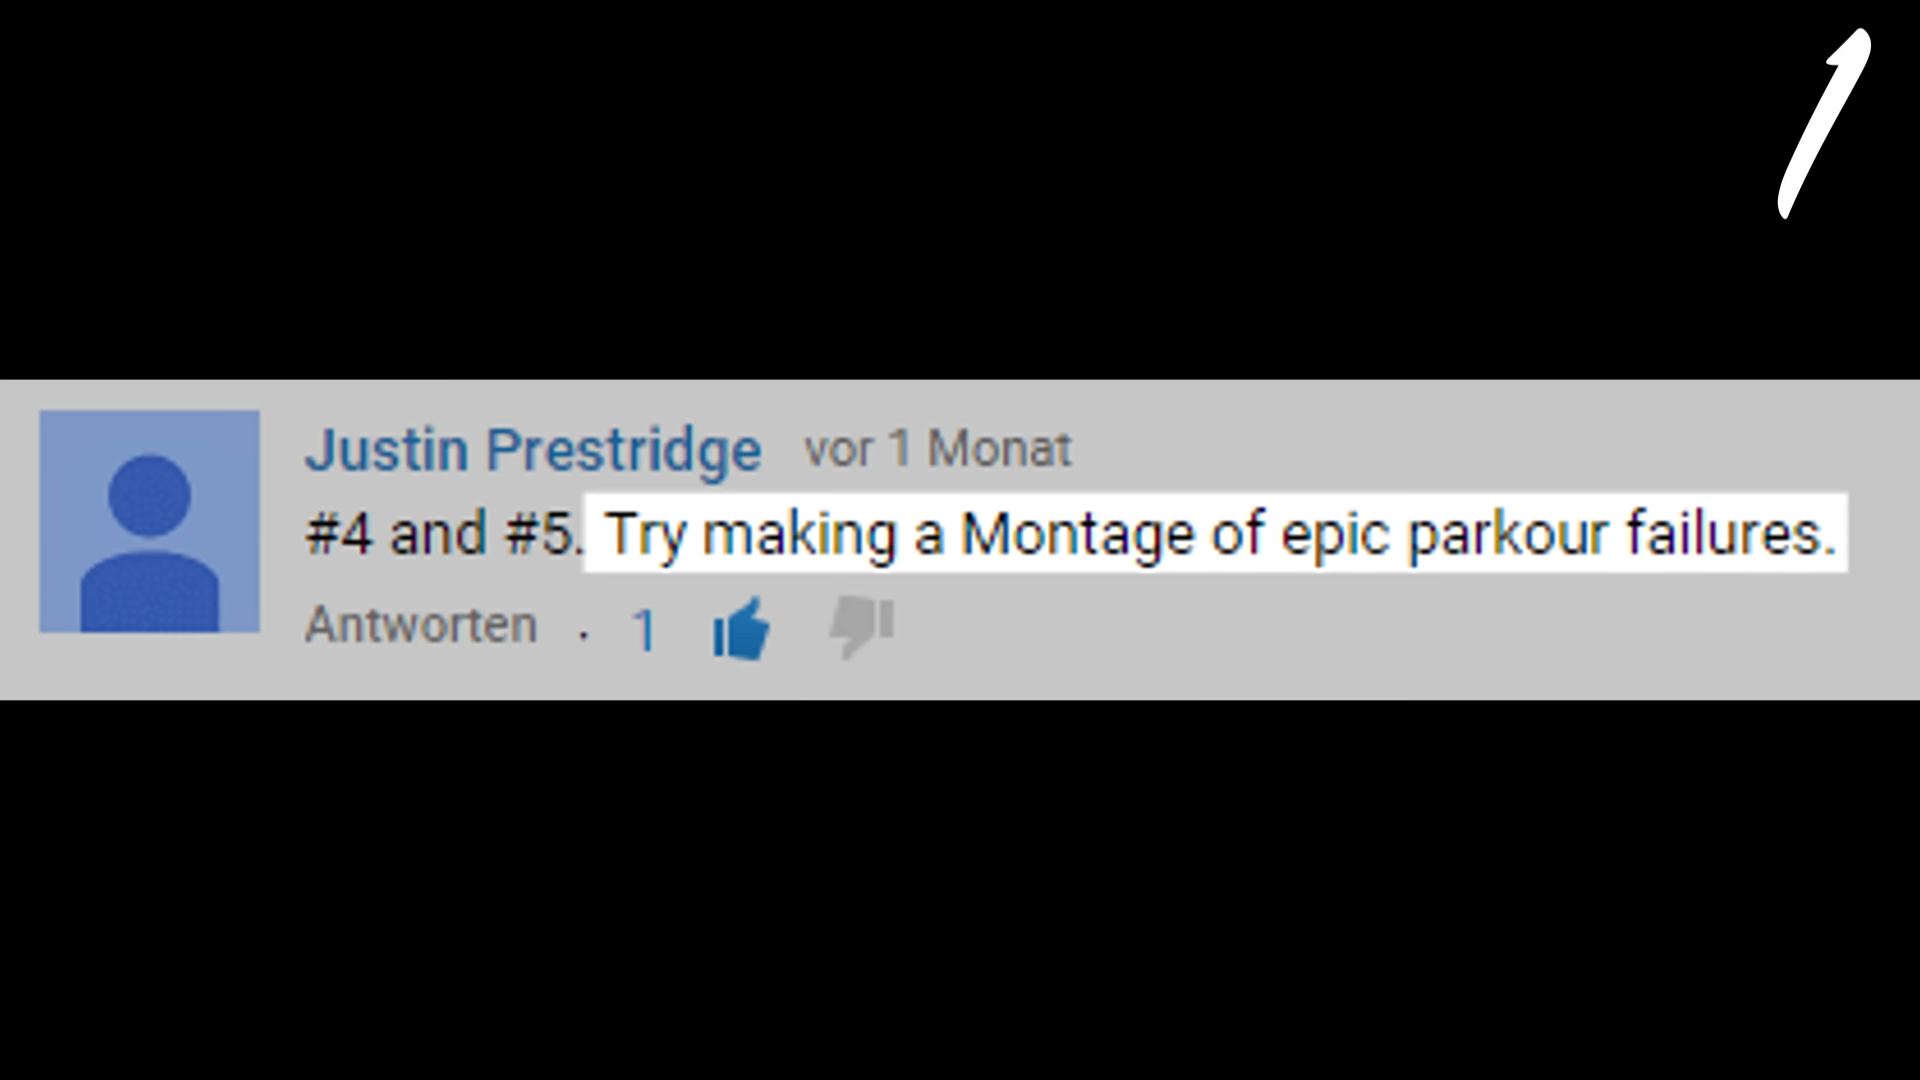 1
Justin Prestridge vor 1 Monat
#4 and #5. Try making a Montage of epic parkour failures.
Antworten · 1